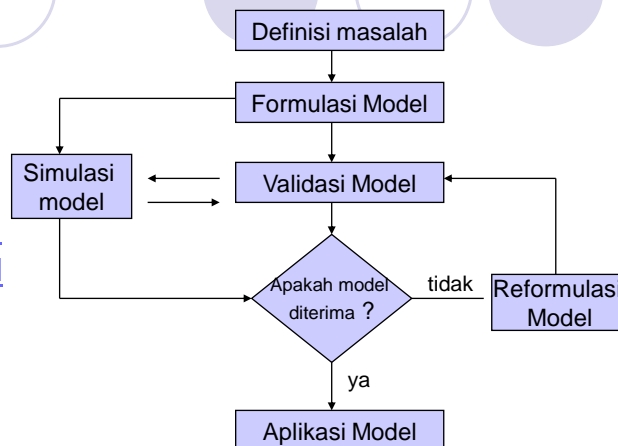 Definisi masalah
Formulasi Model
Simulasi
model
Validasi Model
Apakah model
diterima ?
tidak
Reformulasi
Model
ya
Aplikasi Model